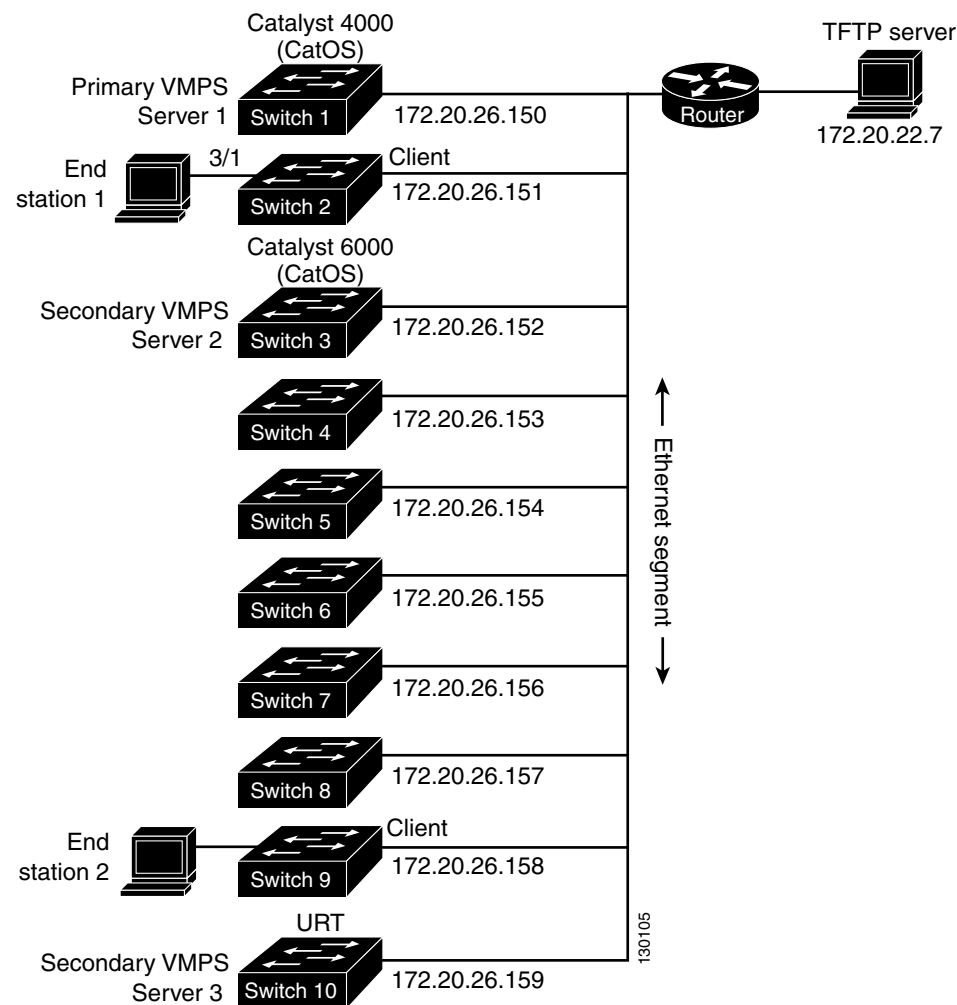 Catalyst 4000
(CatOS)
TFTP server
Primary VMPS
Server 1
Switch 1
172.20.26.150
Router
172.20.22.7
End
station 1
3/1
Client
Switch 2
172.20.26.151
Catalyst 6000
(CatOS)
Secondary VMPS
Server 2
Switch 3
172.20.26.152
Switch 4
172.20.26.153
Ethernet segment
Switch 5
172.20.26.154
Switch 6
172.20.26.155
Switch 7
172.20.26.156
Switch 8
172.20.26.157
End
station 2
Client
Switch 9
172.20.26.158
URT
Secondary VMPS
Server 3
Switch 10
172.20.26.159
130105